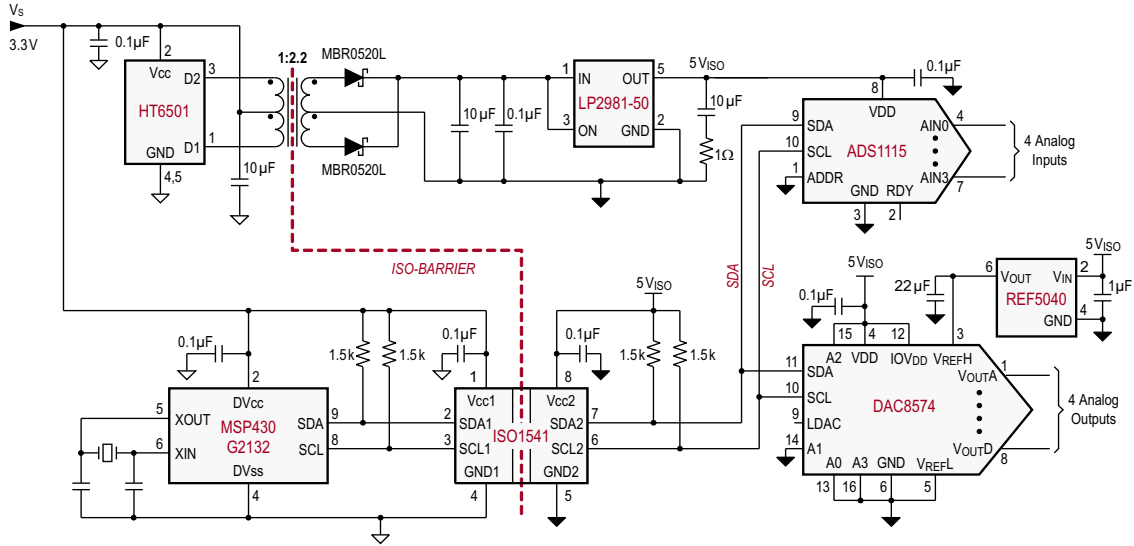 VS
3.3V
0.1µF
2
Vcc
D2
3
HT6501
D1
1
GND
4,5
10µF
1:2.2
MBR0520L
MBR0520L
10µF
0.1µF
1
IN
OUT
5
LP2981-50
3
ON
GND
2
5VISO
10µF
1Ω
0.1µF
8
VDD
9
SDA
AIN0
4
10
SCL
ADS1115
1
ADDR
AIN3
7
GND
RDY
3
2
4 Analog
Inputs
ISO-BARRIER
SDA
SCL
5VISO
0.1µF
22µF
6
VOUT
VIN
2
REF5040
GND
4
5VISO
1µF
0.1µF
2
DVcc
5
XOUT
MSP430
G2132
SDA
9
6
XIN
SCL
8
DVss
4
1.5k
1.5k
0.1µF
1
Vcc1
2
SDA1
3
SCL1
GND1
4
ISO1541
5VISO
0.1µF
8
Vcc2
SDA2
7
SCL2
6
GND2
5
1.5k
1.5k
15
4
12
3
A2
VDD
IOVDD
VREFH
11
SDA
VOUTA
1
10
SCL
DAC8574
9
LDAC
14
A1
VOUTD
8
A0
A3
GND
VREFL
13
16
6
5
4 Analog
Outputs